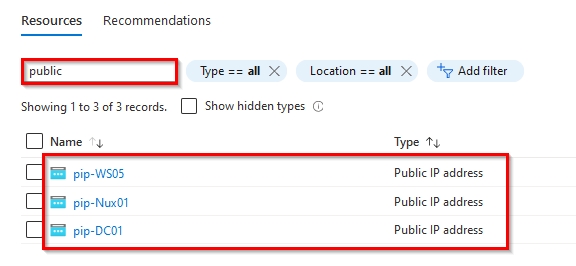 Resources Recommendations
public Type == all Location == all Add filter
Showing 1 to 3 of 3 records. Show hidden types
Name Type
pip-WS05 Public IP address
pip-Nux01 Public IP address
pip-DC01 Public IP address